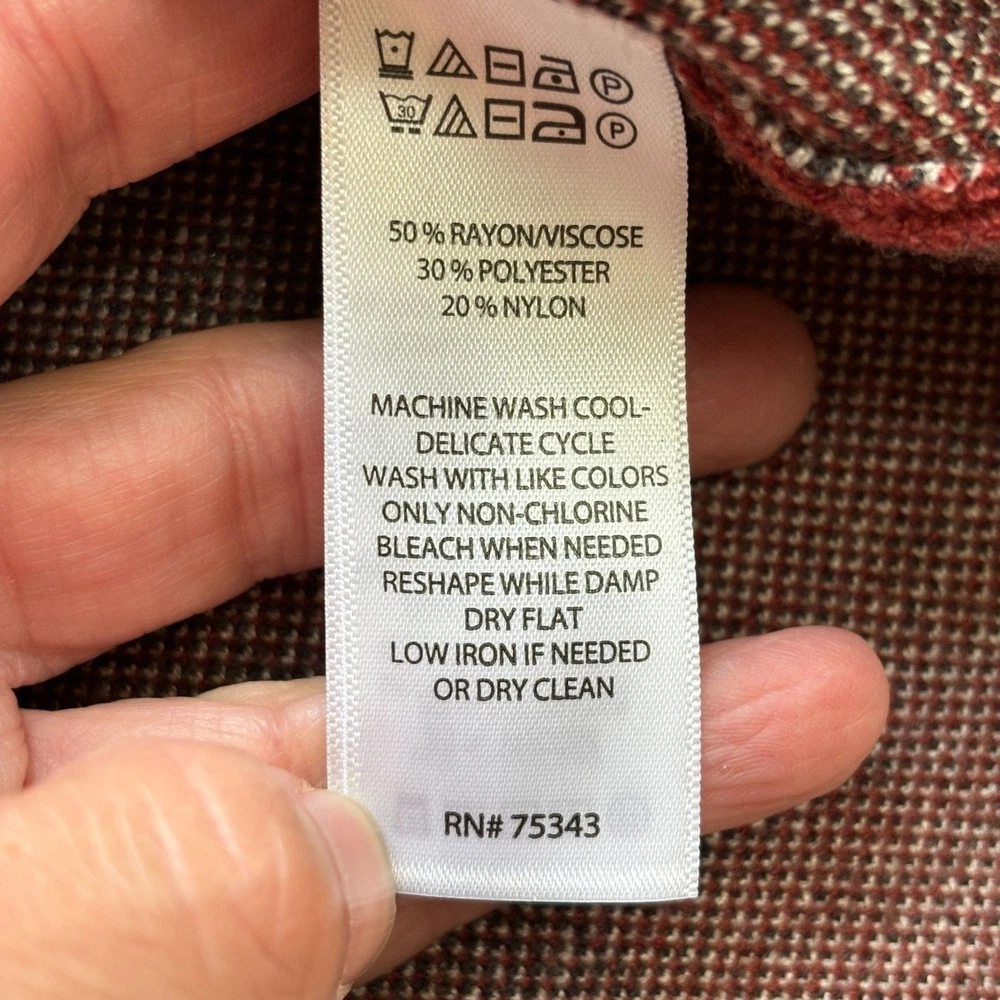 P
30 P
50 % RAYON/VISCOSE
30 % POLYESTER
20 % NYLON
MACHINE WASH COOL-
DELICATE CYCLE
WASH WITH LIKE COLORS
ONLY NON-CHLORINE
BLEACH WHEN NEEDED
RESHAPE WHILE DAMP
DRY FLAT
LOW IRON IF NEEDED
OR DRY CLEAN
RN# 75343